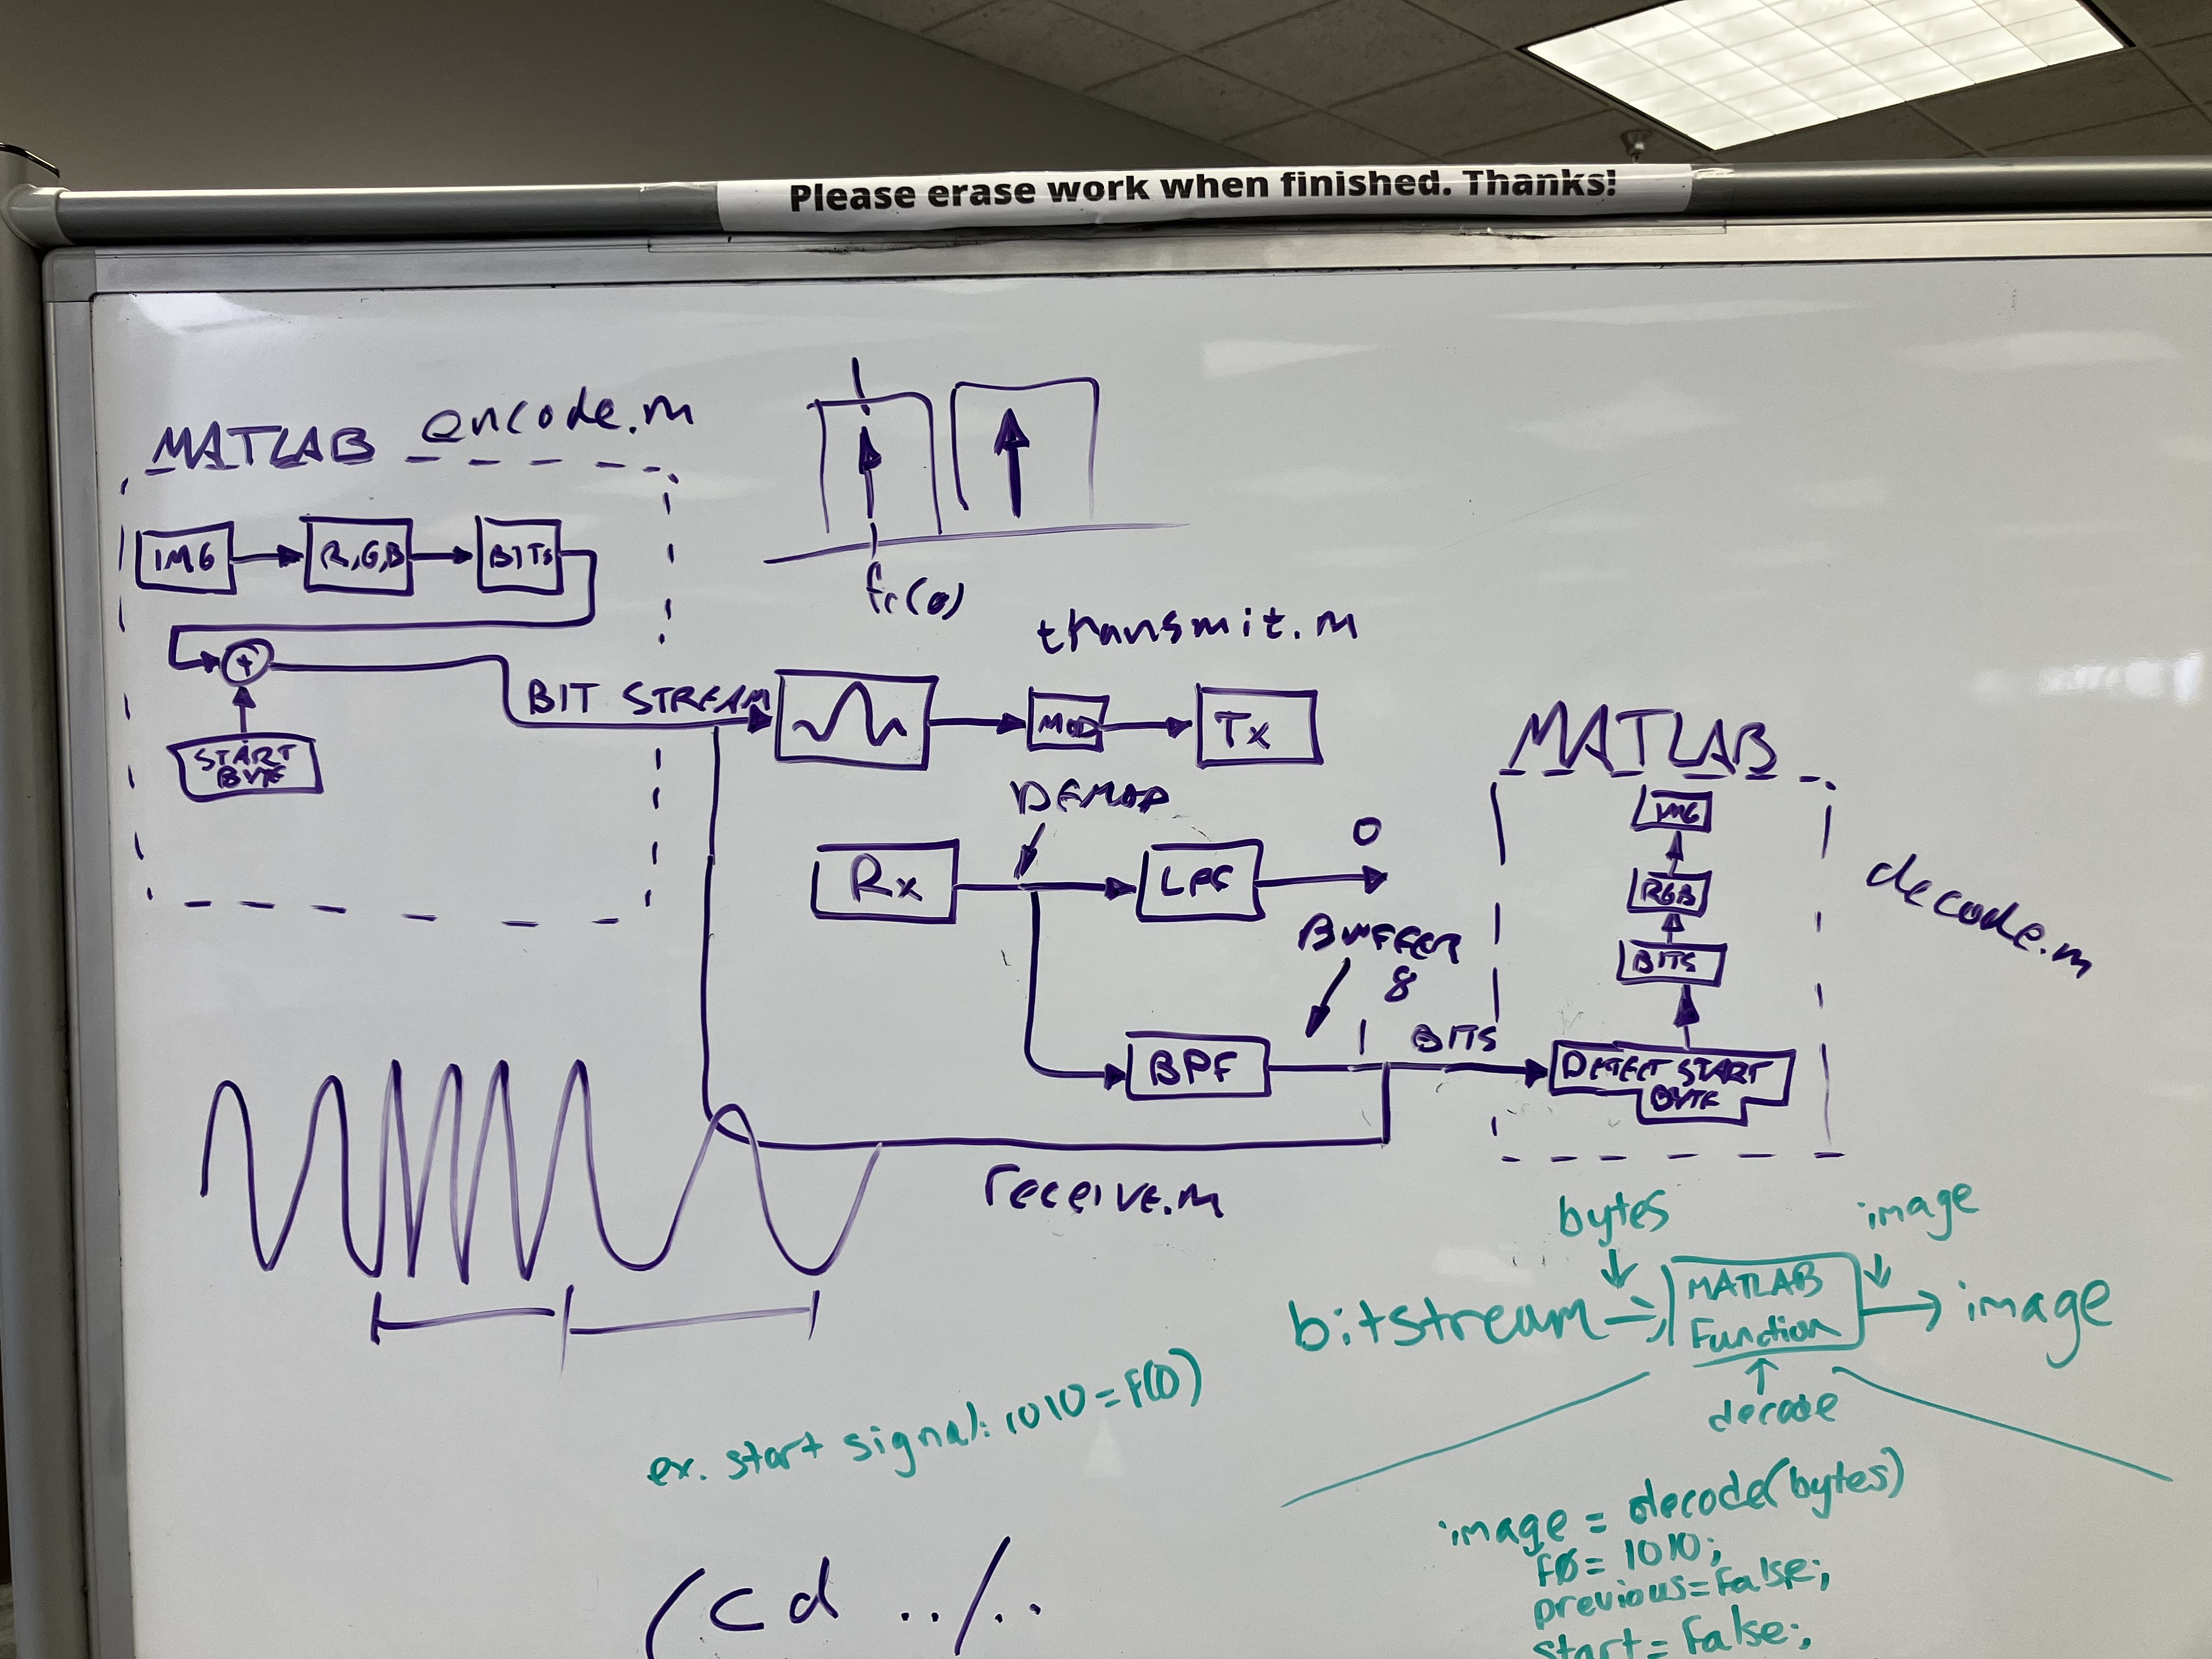 Please erase work when finished. Thanks!
MATLAB encode.m
IMG
R,G,B
BITS
+
START
BYTE
BIT STREAM
fc(0)
transmit.m
MOD
Tx
DEMOD
Rx
LPF
0
BUFFER
8
BPF
1
BITS
receive.m
MATLAB
IMG
RGB
BITS
DETECT START
BYTE
decode.m
bytes
image
bitstream
MATLAB
Function
image
decode
ex. start signal: 1010 = F(0)
image = decode(bytes)
fØ = 1010;
previous = False;
start = False;
(cd ../..